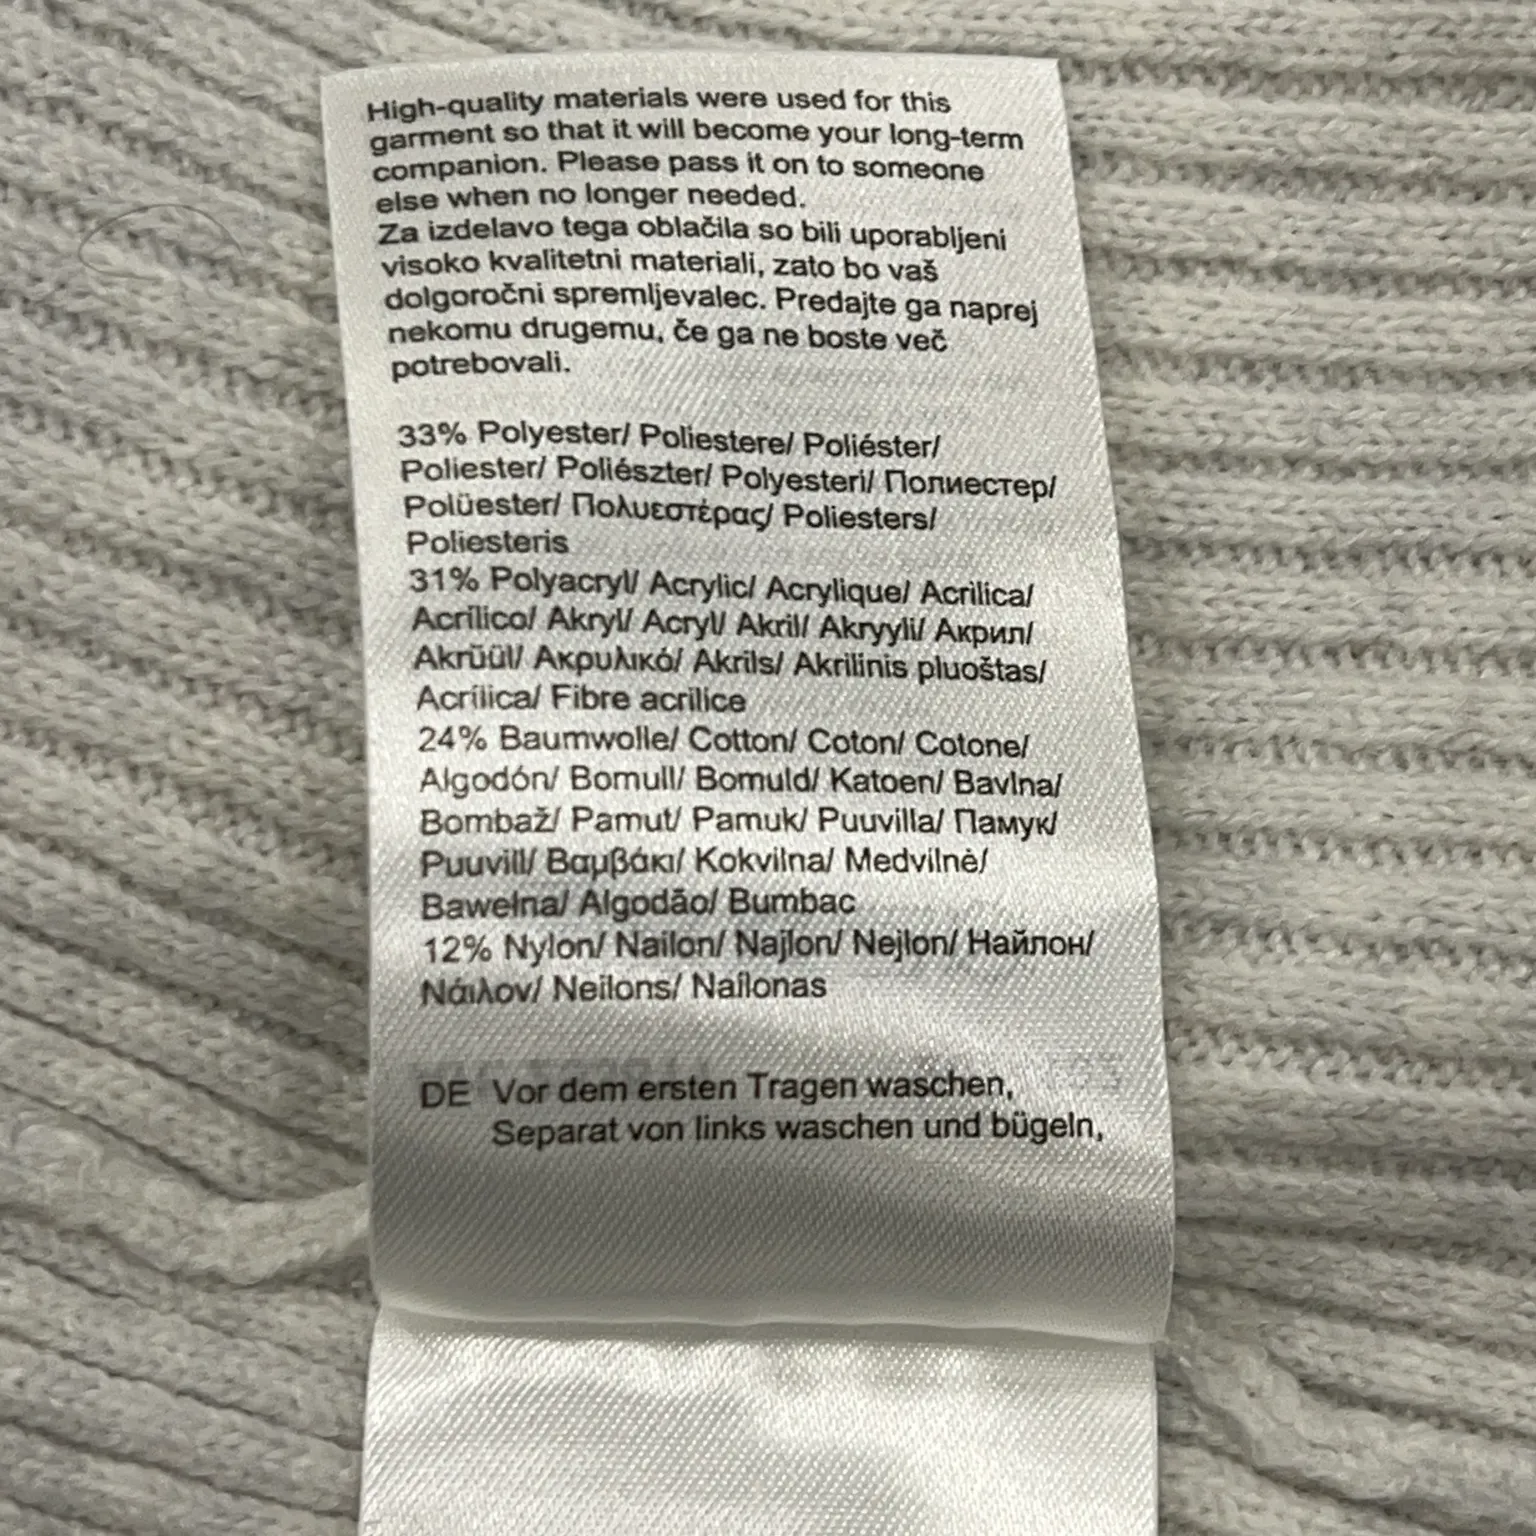 High-quality materials were used for this
garment so that it will become your long-term
companion. Please pass it on to someone
else when no longer needed.
Za izdelavo tega oblačila so bili uporabljeni
visoko kvalitetni materiali, zato bo vaš
dolgoročni spremljevalec. Predajte ga naprej
nekomu drugemu, če ga ne boste več
potrebovali.
33% Polyester/ Poliestere/ Poliéster/
Poliester/ Poliészter/ Polyesteri/ Полиестер/
Polüester/ Πολυεστέρας/ Poliesters/
Poliesteris
31% Polyacryl/ Acrylic/ Acrylique/ Acrilica/
Acrílico/ Akryl/ Acryl/ Akril/ Akryyli/ Акрил/
Akrüül/ Ακρυλικό/ Akrils/ Akrilinis pluoštas/
Acrílica/ Fibre acrilice
24% Baumwolle/ Cotton/ Coton/ Cotone/
Algodón/ Bomull/ Bomuld/ Katoen/ Bavlna/
Bombaž/ Pamut/ Pamuk/ Puuvilla/ Памук/
Puuvill/ Βαμβάκι/ Kokvilna/ Medvilnė/
Bawełna/ Algodão/ Bumbac
12% Nylon/ Nailon/ Najlon/ Nejlon/ Найлон/
Νάιλον/ Neilons/ Nailonas
DE Vor dem ersten Tragen waschen,
Separat von links waschen und bügeln,